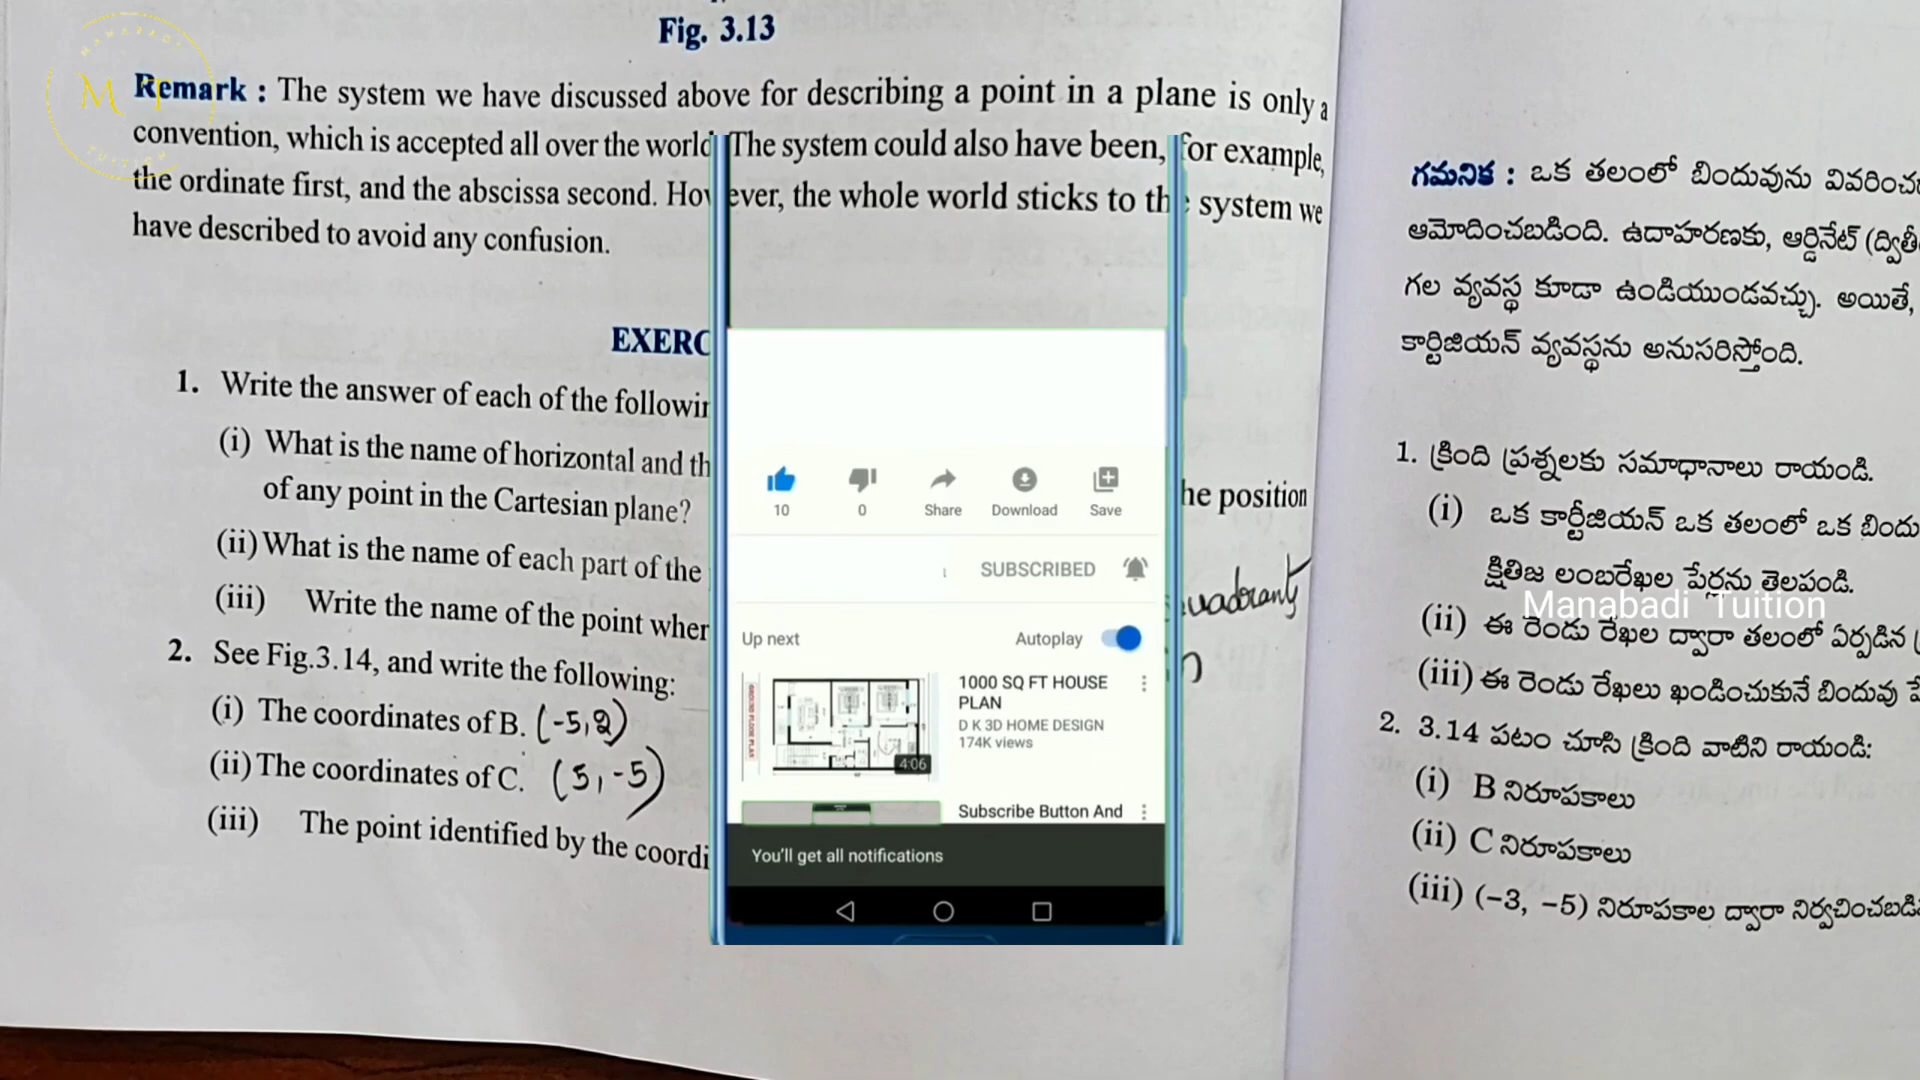 Fig. 3.13
MANABADI
M T
TUITION
Remark : The system we have discussed above for describing a point in a plane is only a
convention, which is accepted all over the world The system could also have been, for example,
the ordinate first, and the abscissa second. However, the whole world sticks to the system we
have described to avoid any confusion.
EXERC
1. Write the answer of each of the followin
(i) What is the name of horizontal and th
he position
of any point in the Cartesian plane?
(ii) What is the name of each part of the
(iii) Write the name of the point wher
2. See Fig.3.14, and write the following:
(i) The coordinates of B. (-5,2)
(ii) The coordinates of C. (5,-5)
(iii) The point identified by the coordi
uadrants
10
0
Share
Download
Save
SUBSCRIBED
Up next
Autoplay
1000 SQ FT HOUSE
PLAN
D K 3D HOME DESIGN
174K views
4:06
Subscribe Button And
You'll get all notifications
గమనిక : ఒక తలంలో బిందువును వివరించ
ఆమోదించబడింది. ఉదాహరణకు, ఆర్డినేట్ (ద్వితీ
గల వ్యవస్థ కూడా ఉండియుండవచ్చు. అయితే,
కార్టిజియన్ వ్యవస్థను అనుసరిస్తోంది.
1. క్రింది ప్రశ్నలకు సమాధానాలు రాయండి.
(i) ఒక కార్టీజియన్ ఒక తలంలో ఒక బిందు
క్షితిజ లంబరేఖల పేర్లను తెలపండి.
Manabadi Tuition
(ii) ఈ రెండు రేఖల ద్వారా తలంలో ఏర్పడిన
(iii) ఈ రెండు రేఖలు ఖండించుకునే బిందువు పే
2. 3.14 పటం చూసి క్రింది వాటిని రాయండి:
(i) B నిరూపకాలు
(ii) C నిరూపకాలు
(iii) (−3, −5) నిరూపకాల ద్వారా నిర్వచించబడి